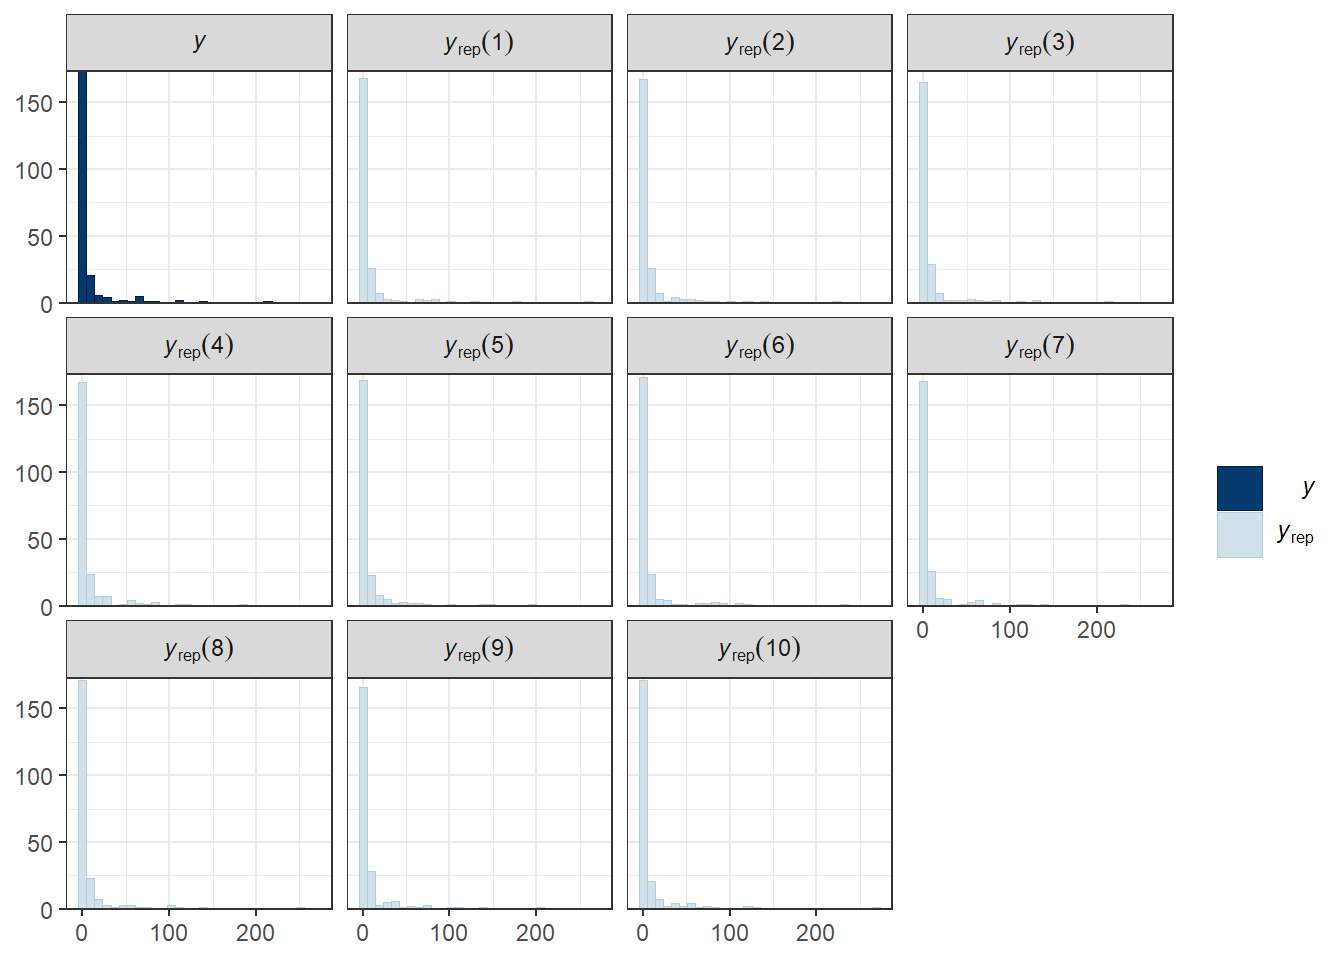 y yrep(1) yrep(2) yrep(3)
150
100
50
0
yrep(4) yrep(5) yrep(6) yrep(7)
150
100
50
0
0 100 200
y
yrep
yrep(8) yrep(9) yrep(10)
150
100
50
0
0 100 200 0 100 200 0 100 200